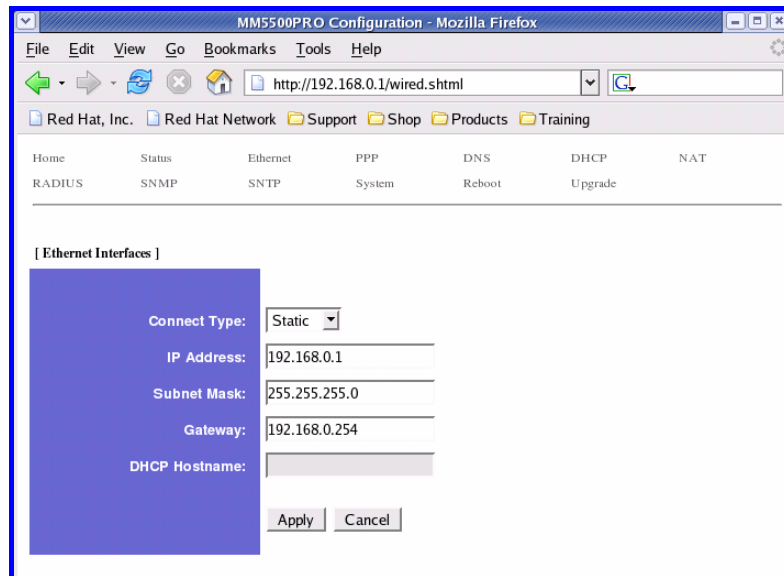 MM5500PRO Configuration - Mozilla Firefox
File Edit View Go Bookmarks Tools Help
http://192.168.0.1/wired.shtml G
Red Hat, Inc. Red Hat Network Support Shop Products Training
Home Status Ethernet PPP DNS DHCP NAT
RADIUS SNMP SNTP System Reboot Upgrade
[ Ethernet Interfaces ]
Connect Type: Static
IP Address: 192.168.0.1
Subnet Mask: 255.255.255.0
Gateway: 192.168.0.254
DHCP Hostname:
Apply Cancel